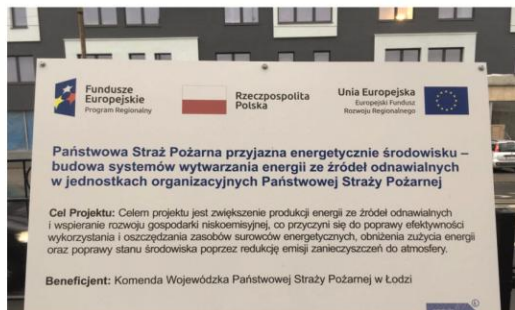 Fundusze
Europejskie
Program Regionalny
Rzeczpospolita
Polska
Unia Europejska
Europejski Fundusz
Rozwoju Regionalnego
Państwowa Straż Pożarna przyjazna energetycznie środowisku –
budowa systemów wytwarzania energii ze źródeł odnawialnych
w jednostkach organizacyjnych Państwowej Straży Pożarnej
Cel Projektu: Celem projektu jest zwiększenie produkcji energii ze źródeł odnawialnych
i wspieranie rozwoju gospodarki niskoemisyjnej, co przyczyni się do poprawy efektywności
wykorzystania i oszczędzania zasobów surowców energetycznych, obniżenia zużycia energii
oraz poprawy stanu środowiska poprzez redukcję emisji zanieczyszczeń do atmosfery.
Beneficjent: Komenda Wojewódzka Państwowej Straży Pożarnej w Łodzi